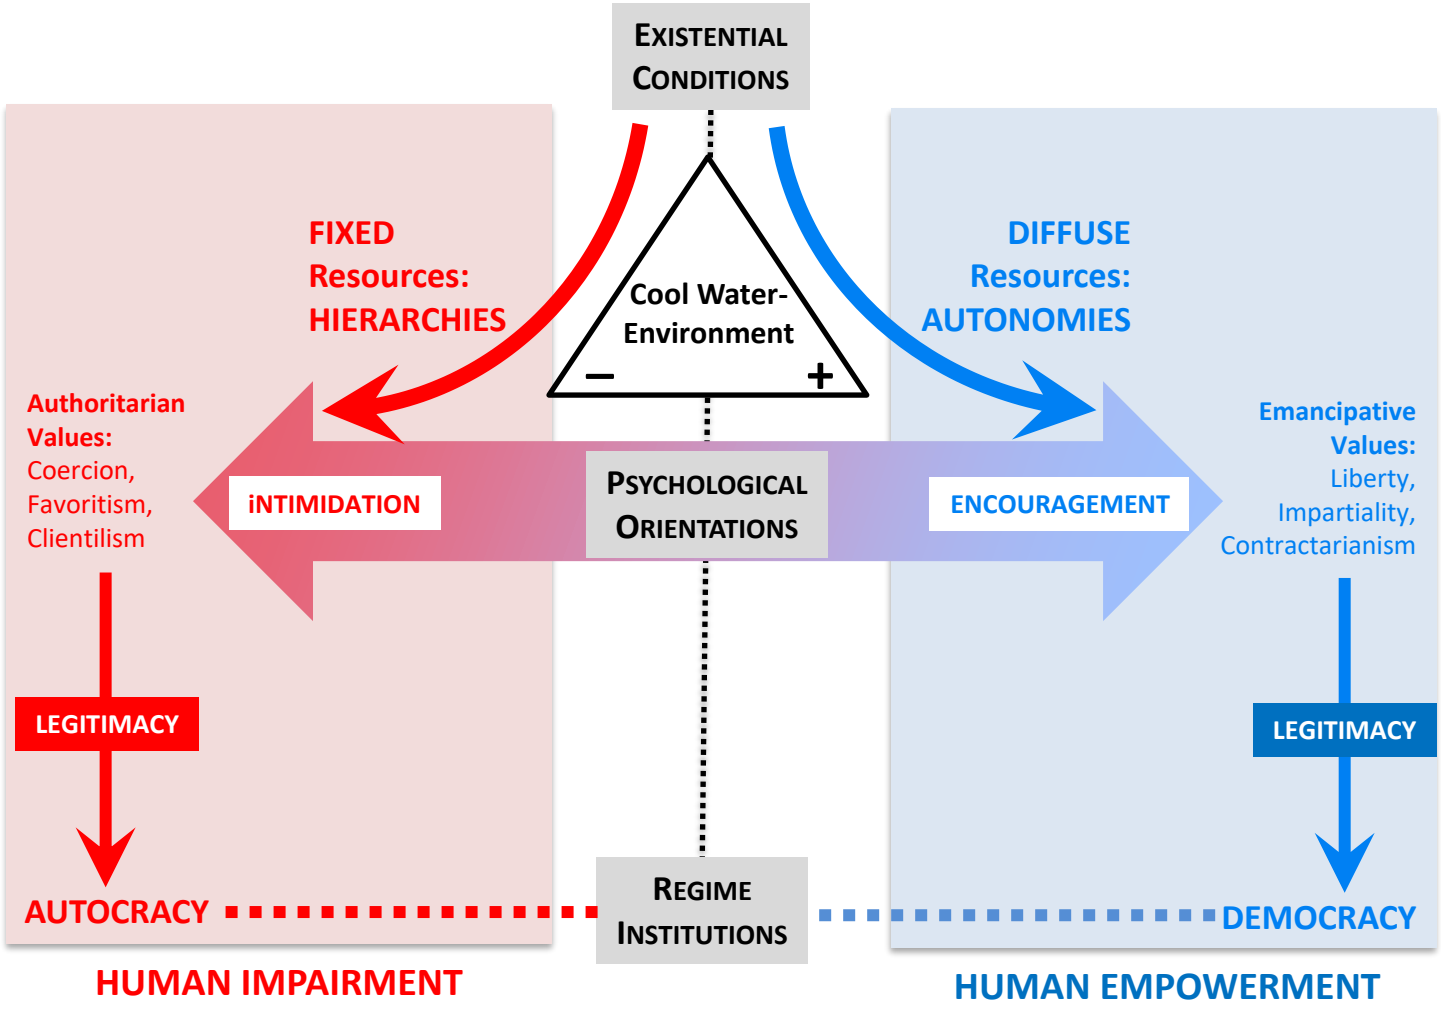 EXISTENTIAL
CONDITIONS
FIXED
Resources:
HIERARCHIES
DIFFUSE
Resources:
AUTONOMIES
Cool Water-
Environment
– +
Authoritarian
Values:
Coercion,
Favoritism,
Clientilism
iNTIMIDATION
PSYCHOLOGICAL
ORIENTATIONS
ENCOURAGEMENT
Emancipative
Values:
Liberty,
Impartiality,
Contractarianism
LEGITIMACY
LEGITIMACY
AUTOCRACY
REGIME
INSTITUTIONS
DEMOCRACY
HUMAN IMPAIRMENT
HUMAN EMPOWERMENT